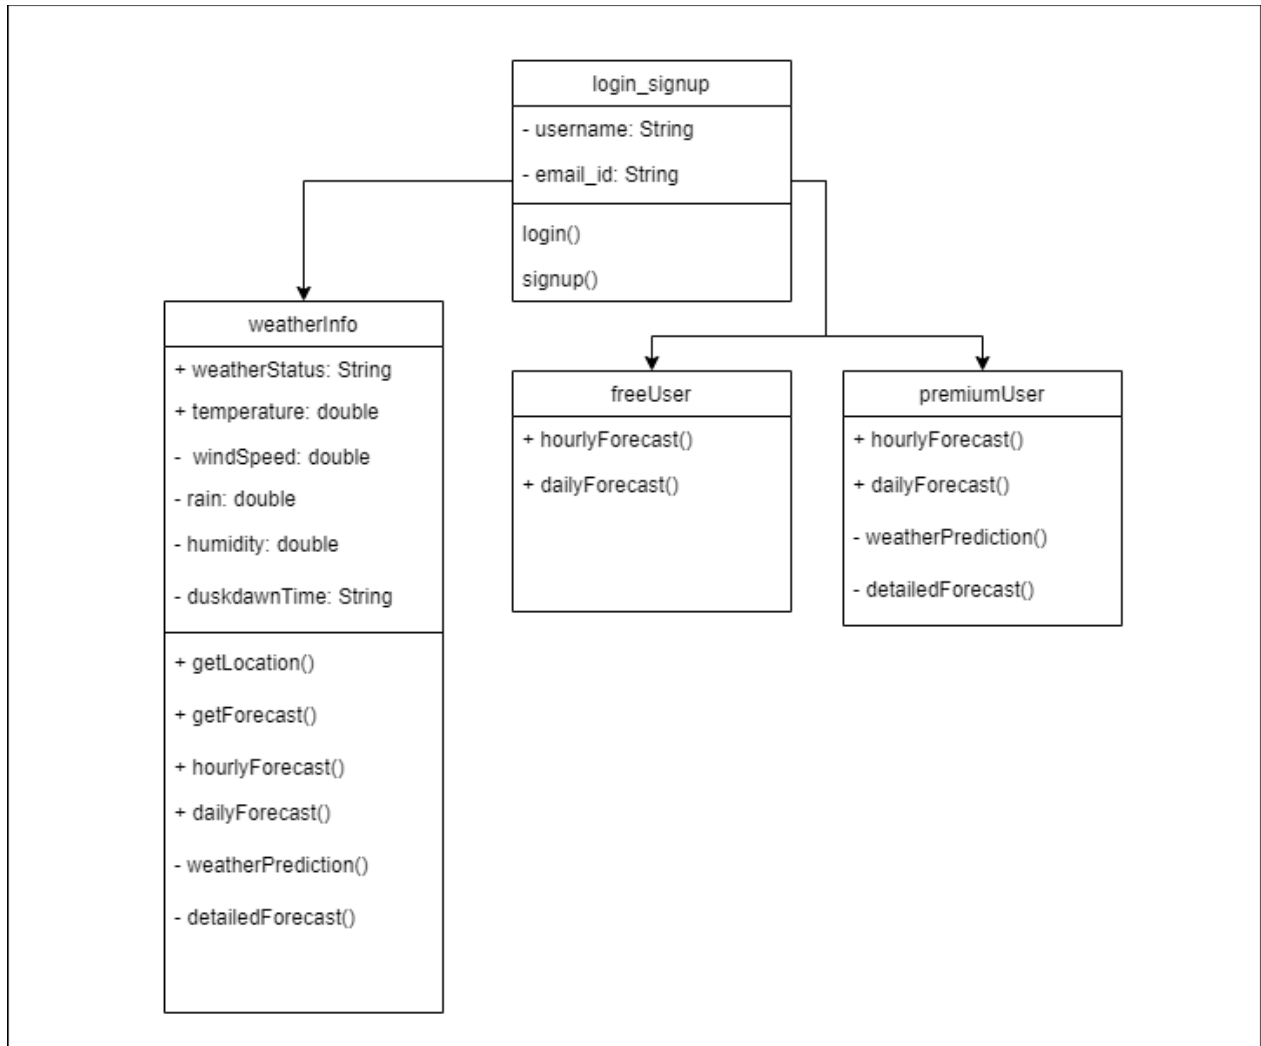 login_signup
- username: String
- email_id: String
login()
signup()
weatherInfo
+ weatherStatus: String
+ temperature: double
-  windSpeed: double
- rain: double
- humidity: double
- duskdawnTime: String
+ getLocation()
+ getForecast()
+ hourlyForecast()
+ dailyForecast()
- weatherPrediction()
- detailedForecast()
freeUser
+ hourlyForecast()
+ dailyForecast()
premiumUser
+ hourlyForecast()
+ dailyForecast()
- weatherPrediction()
- detailedForecast()